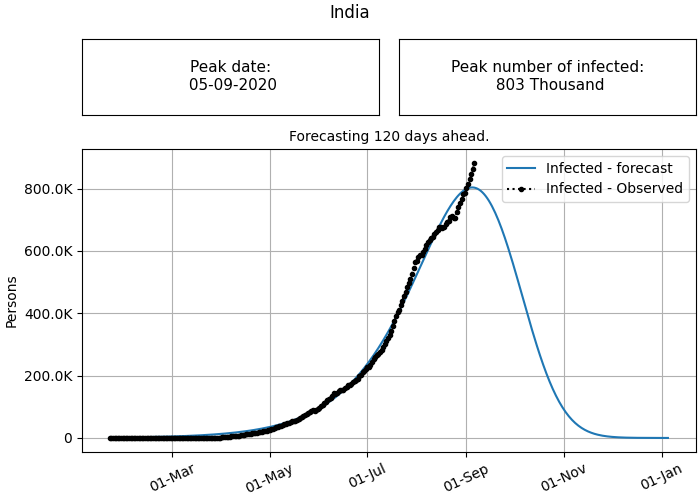 India
Peak date:
05-09-2020
Peak number of infected:
803 Thousand
Forecasting 120 days ahead.
Infected - forecast
Infected - Observed
Persons
800.0K
600.0K
400.0K
200.0K
0
01-Mar
01-May
01-Jul
01-Sep
01-Nov
01-Jan